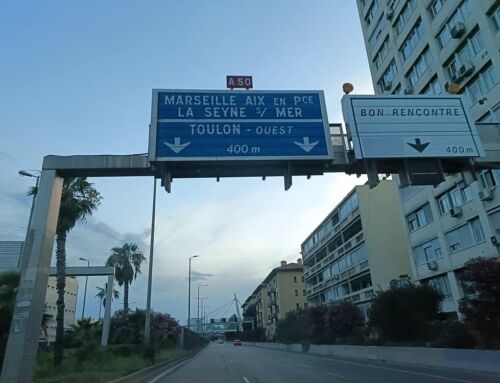 A 50
MARSEILLE AIX EN PCE
LA SEYNE S/ MER
TOULON - OUEST
400 m
BON RENCONTRE
400 m